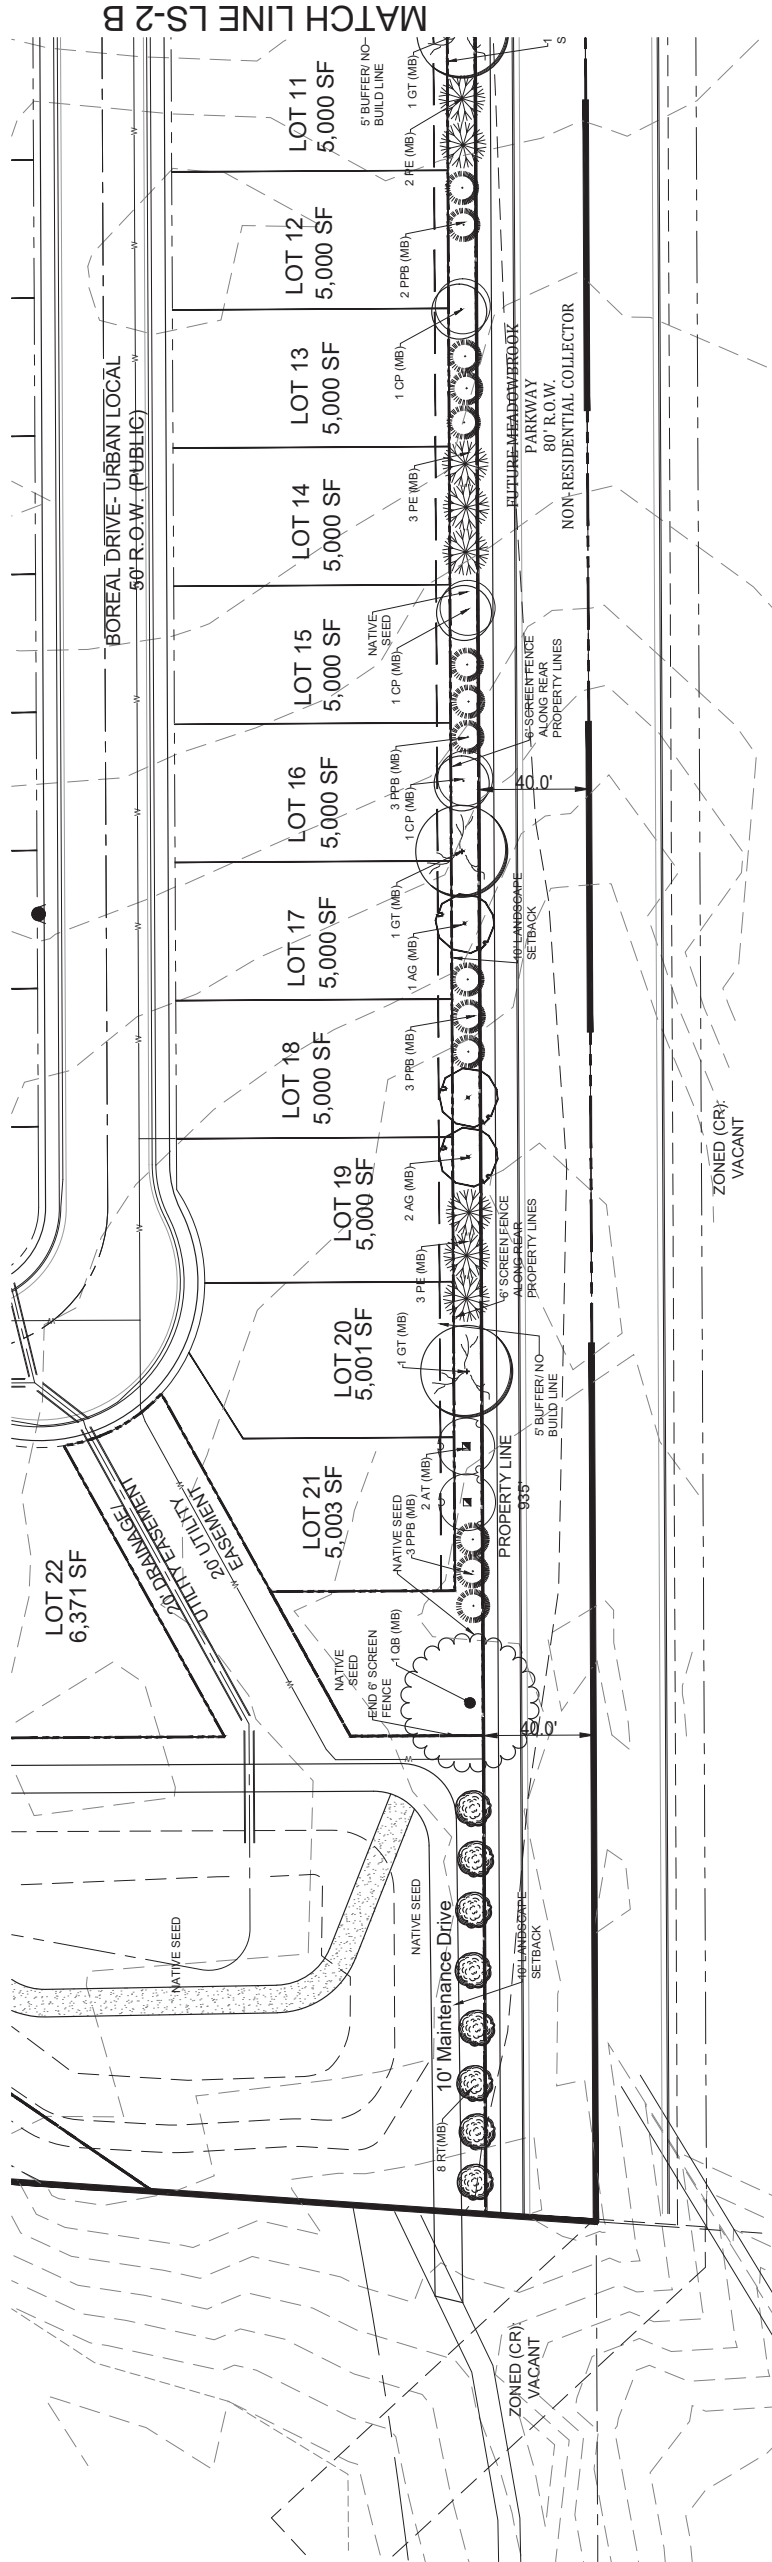 MATCH LINE LS-2 B
LOT 11
5,000 SF
5' BUFFER/ NO
BUILD LINE
1 GT (MB)
1
S
2 PE (MB)
LOT 12
5,000 SF
2 PPB (MB)
LOT 13
5,000 SF
1 CP (MB)
BOREAL DRIVE- URBAN LOCAL
50' R.O.W. (PUBLIC)
FUTURE MEADOWBROOK
PARKWAY
80' R.O.W.
NON-RESIDENTIAL COLLECTOR
LOT 14
5,000 SF
3 PE (MB)
LOT 15
5,000 SF
NATIVE
SEED
1 CP (MB)
6' SCREEN FENCE
ALONG REAR
PROPERTY LINES
LOT 16
5,000 SF
3 PPB (MB)
1 CP (MB)
40.0'
LOT 17
5,000 SF
1 GT (MB)
1 AG (MB)
10' LANDSCAPE
SETBACK
LOT 18
5,000 SF
3 PPB (MB)
ZONED (CR):
VACANT
LOT 19
5,000 SF
2 AG (MB)
3 PE (MB)
6' SCREEN FENCE
ALONG REAR
PROPERTY LINES
LOT 20
5,001 SF
1 GT (MB)
5' BUFFER/ NO
BUILD LINE
LOT 21
5,003 SF
2 AT (MB)
3 PPB (MB)
NATIVE SEED
PROPERTY LINE
935'
LOT 22
6,371 SF
20' DRAINAGE/
UTILITY EASEMENT
20' UTILITY
EASEMENT
NATIVE
SEED
END 6' SCREEN
FENCE
1 QB (MB)
40.0'
NATIVE SEED
NATIVE SEED
10' Maintenance Drive
10' LANDSCAPE
SETBACK
8 RT(MB)
ZONED (CR):
VACANT
W
W
W
W
W
W
W
W
W
W
W
W
W